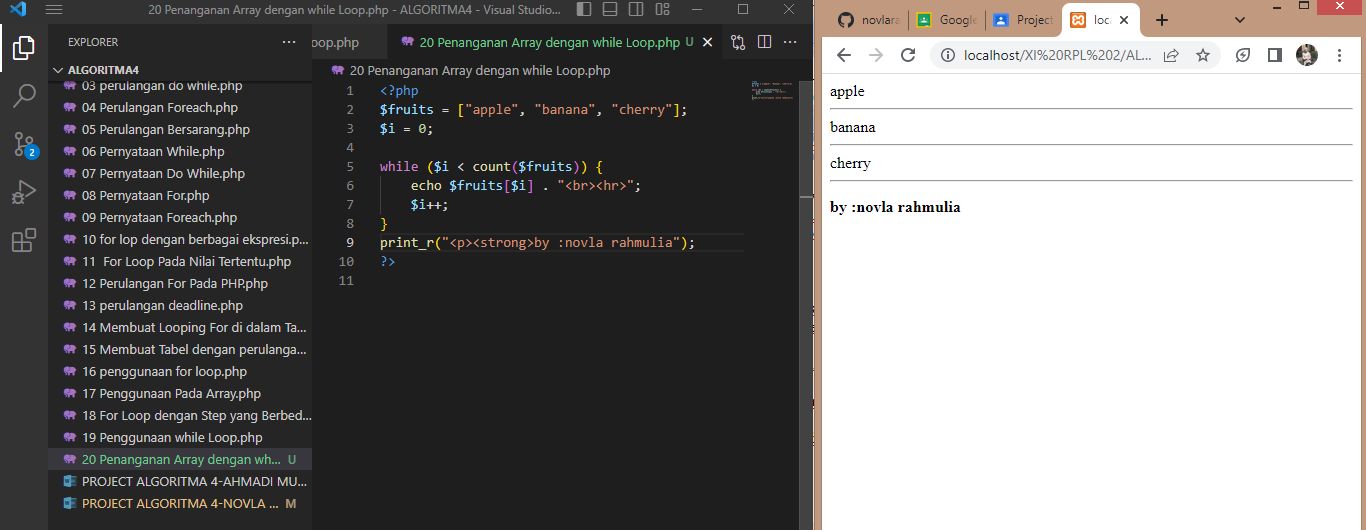 20 Penanganan Array dengan while Loop.php - ALGORITMA4 - Visual Studio...
EXPLORER
ALGORITMA4
03 perulangan do while.php
04 Perulangan Foreach.php
05 Perulangan Bersarang.php
06 Pernyataan While.php
07 Pernyataan Do While.php
08 Pernyataan For.php
09 Pernyataan Foreach.php
10 for lop dengan berbagai ekspresi.p...
11  For Loop Pada Nilai Tertentu.php
12 Perulangan For Pada PHP.php
13 perulangan deadline.php
14 Membuat Looping For di dalam Ta...
15 Membuat Tabel dengan perulanga...
16 penggunaan for loop.php
17 Penggunaan Pada Array.php
18 For Loop dengan Step yang Berbed...
19 Penggunaan while Loop.php
20 Penanganan Array dengan wh... U
PROJECT ALGORITMA 4-AHMADI MU...
PROJECT ALGORITMA 4-NOVLA ... M
2
oop.php
20 Penanganan Array dengan while Loop.php U
20 Penanganan Array dengan while Loop.php
1 <?php
2 $fruits = ["apple", "banana", "cherry"];
3 $i = 0;
4
5 while ($i < count($fruits)) {
6 echo $fruits[$i] . "<br><hr>";
7 $i++;
8 }
9 print_r("<p><strong>by :novla rahmulia");
10 ?>
11
novlara
Google
Project
loc
localhost/XI%20RPL%202/AL
apple
banana
cherry
by :novla rahmulia